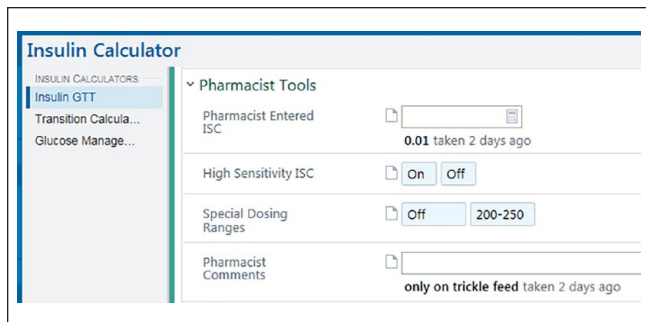 Insulin Calculator
INSULIN CALCULATORS
Insulin GTT
Transition Calcula...
Glucose Manage...
Pharmacist Tools
Pharmacist Entered
ISC
0.01 taken 2 days ago
High Sensitivity ISC
On Off
Special Dosing
Ranges
Off 200-250
Pharmacist
Comments
only on trickle feed taken 2 days ago